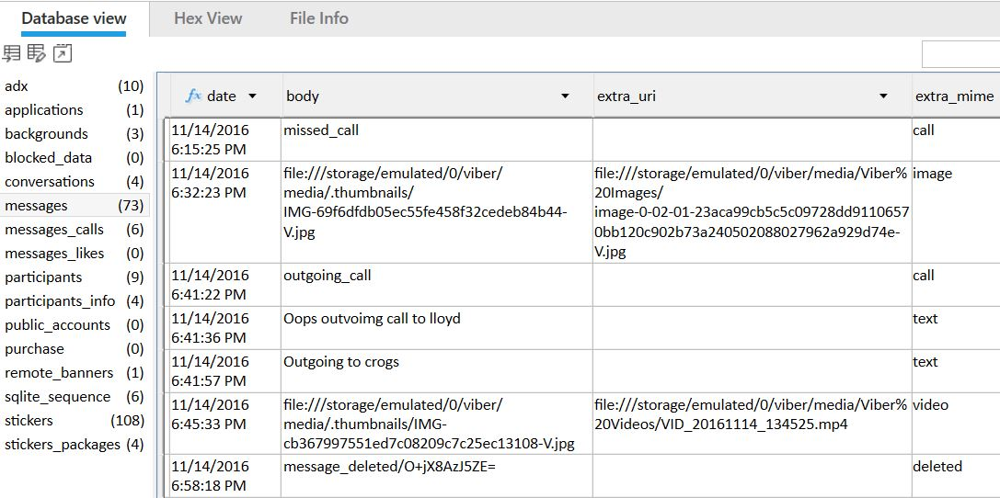 Database view Hex View File Info
adx (10)
applications (1)
backgrounds (3)
blocked_data (0)
conversations (4)
messages (73)
messages_calls (6)
messages_likes (0)
participants (9)
participants_info (4)
public_accounts (0)
purchase (0)
remote_banners (1)
sqlite_sequence (6)
stickers (108)
stickers_packages (4)
fx date body extra_uri extra_mime
11/14/2016 missed_call call
6:15:25 PM
11/14/2016 file:///storage/emulated/0/viber/ file:///storage/emulated/0/viber/media/Viber% image
6:32:23 PM media/.thumbnails/ 20Images/
IMG-69f6dfdb05ec55fe458f32cedeb84b44- image-0-02-01-23aca99cb5c5c09728dd9110657
V.jpg 0bb120c902b73a240502088027962a929d74e-
V.jpg
11/14/2016 outgoing_call call
6:41:22 PM
11/14/2016 Oops outvoimg call to lloyd text
6:41:36 PM
11/14/2016 Outgoing to crogs text
6:41:57 PM
11/14/2016 file:///storage/emulated/0/viber/ file:///storage/emulated/0/viber/media/Viber% video
6:45:33 PM media/.thumbnails/IMG- 20Videos/VID_20161114_134525.mp4
cb367997551ed7c08209c7c25ec13108-V.jpg
11/14/2016 message_deleted/O+jX8AzJ5ZE= deleted
6:58:18 PM